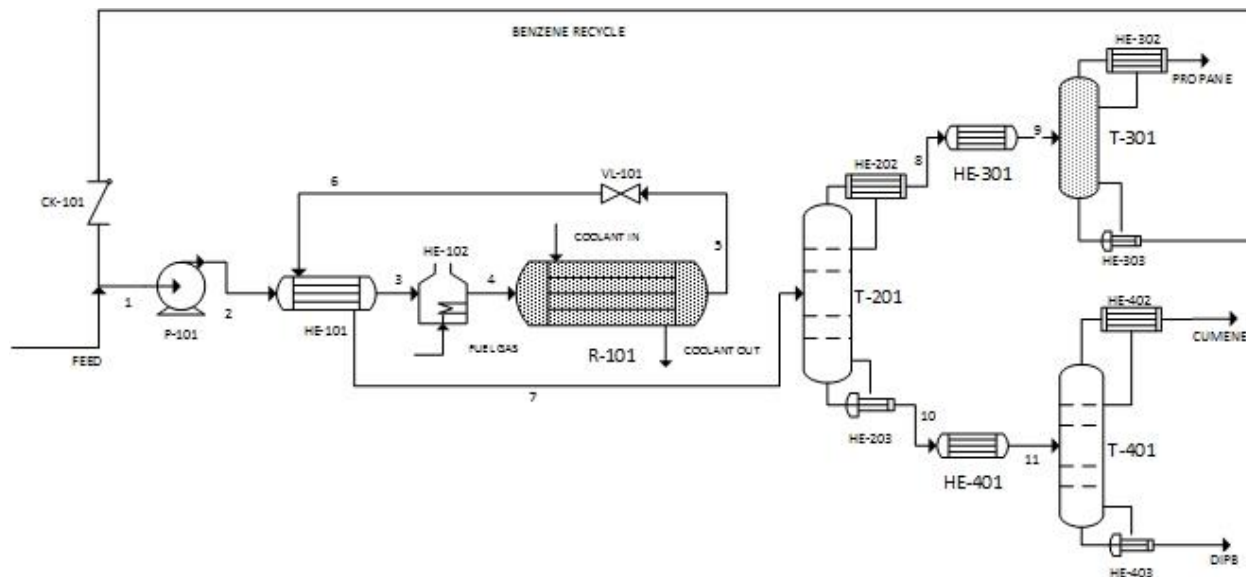 BENZENE RECYCLE
HE-302
PROPANE
T-301
9
HE-301
8
HE-202
HE-303
6
VL-101
5
CK-101
COOLANT IN
HE-102
3
4
1
2
P-101
HE-101
FUEL GAS
R-101
COOLANT OUT
FEED
7
T-201
HE-402
CUMENE
T-401
HE-203
10
HE-401
11
HE-403
DIPB